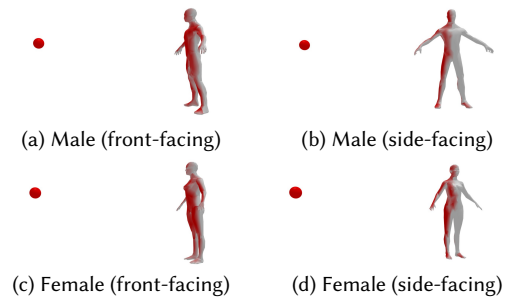 (a) Male (front-facing)
(b) Male (side-facing)
(c) Female (front-facing)
(d) Female (side-facing)